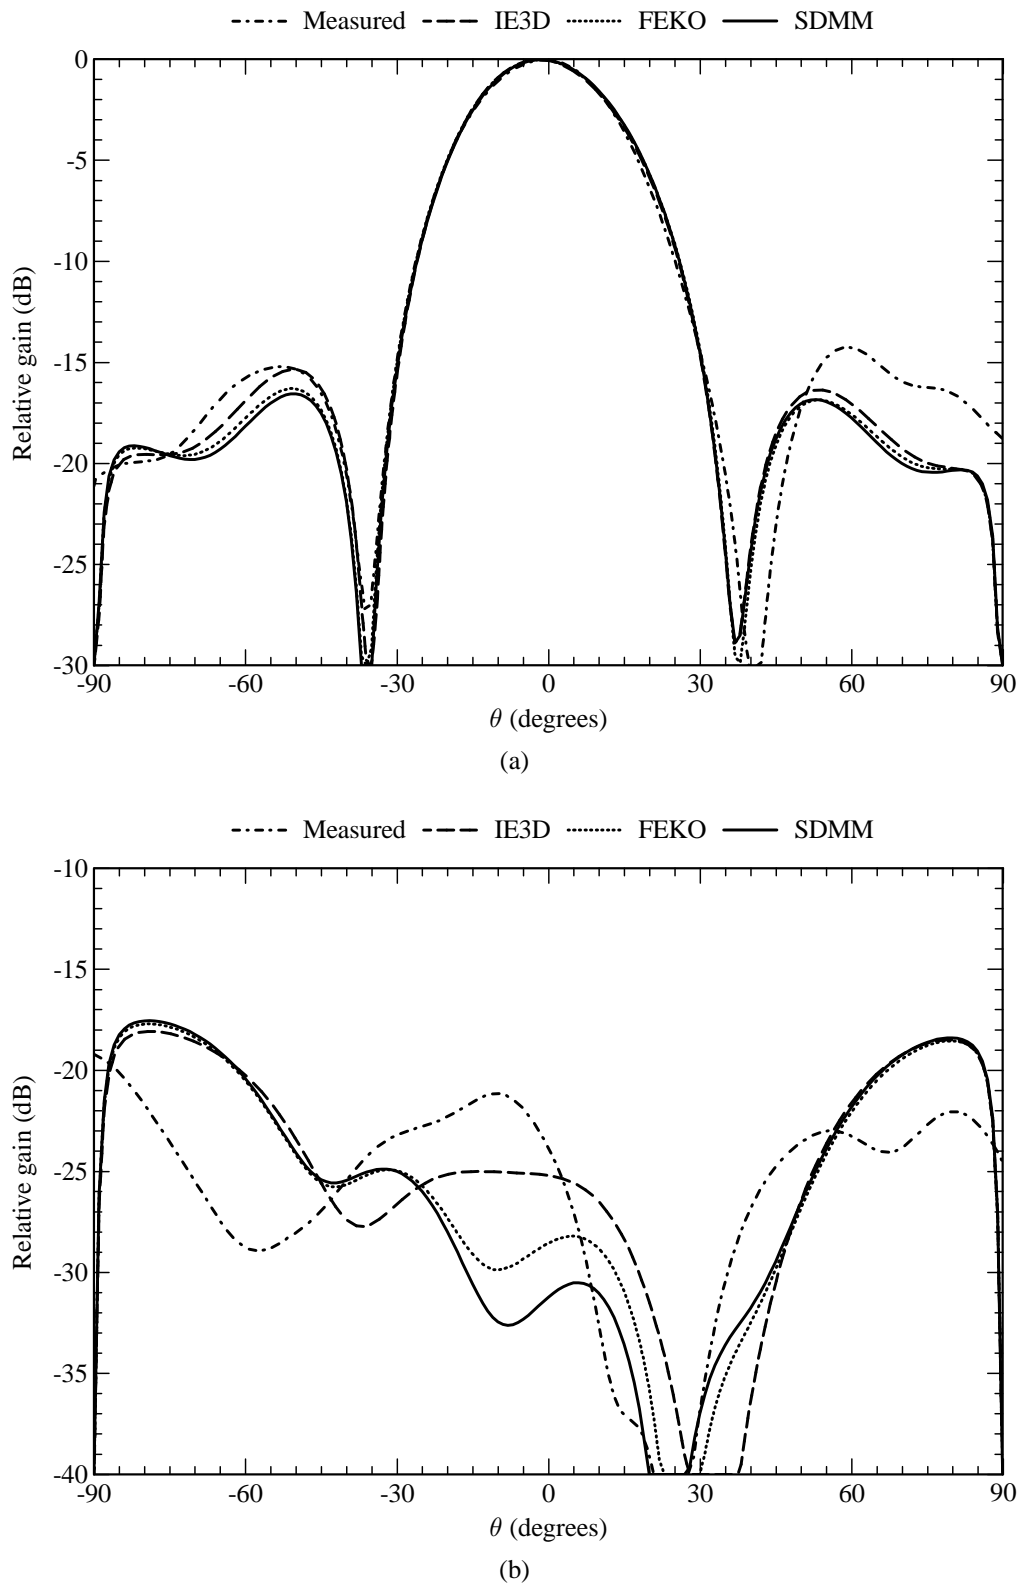 Measured IE3D FEKO SDMM
0
-5
-10
-15
-20
-25
-30
Relative gain (dB)
-90 -60 -30 0 30 60 90
θ (degrees)
(a)
Measured IE3D FEKO SDMM
-10
-15
-20
-25
-30
-35
-40
Relative gain (dB)
-90 -60 -30 0 30 60 90
θ (degrees)
(b)